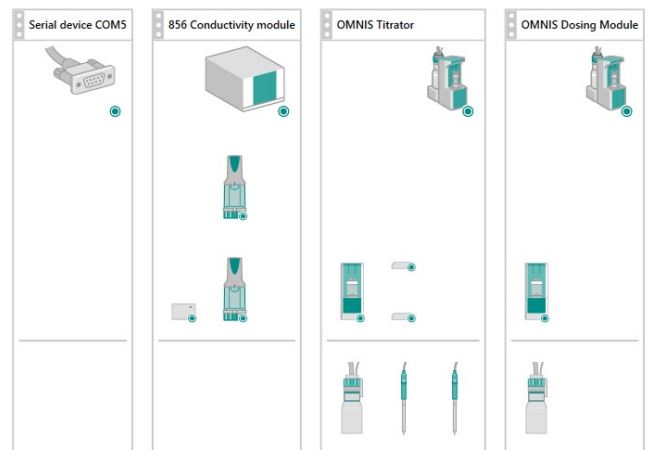 Serial device COM5
856 Conductivity module
OMNIS Titrator
OMNIS Dosing Module